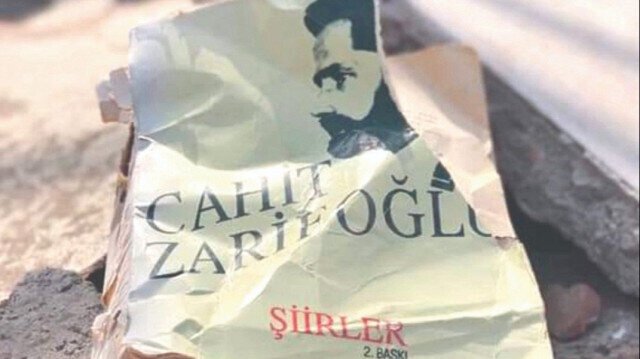 CAHİT
ZARİFOĞLU
ŞİİRLER
2. BASKI